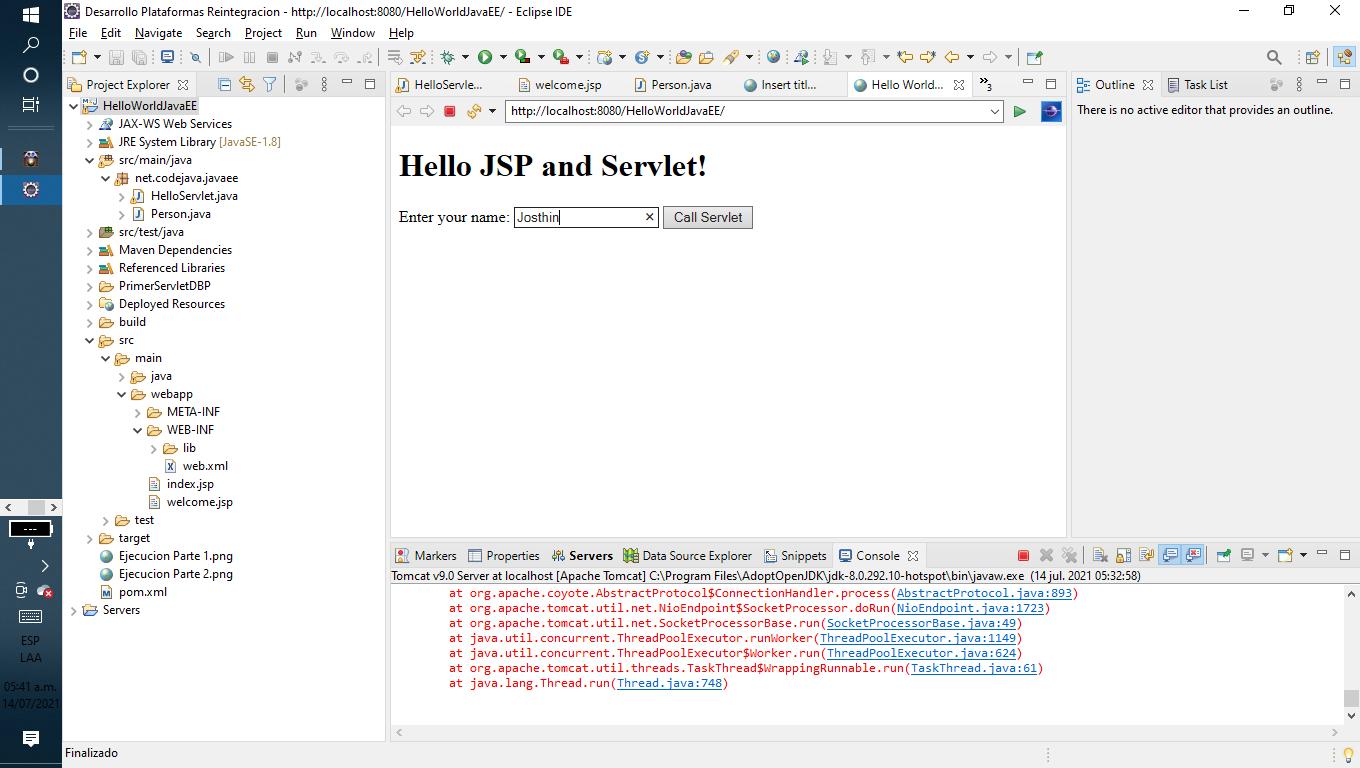 Desarrollo Plataformas Reintegracion - http://localhost:8080/HelloWorldJavaEE/ - Eclipse IDE
File Edit Navigate Search Project Run Window Help
Project Explorer
HelloWorldJavaEE
JAX-WS Web Services
JRE System Library [JavaSE-1.8]
src/main/java
net.codejava.javaee
HelloServlet.java
Person.java
src/test/java
Maven Dependencies
Referenced Libraries
PrimerServletDBP
Deployed Resources
build
src
main
java
webapp
META-INF
WEB-INF
lib
web.xml
index.jsp
welcome.jsp
test
target
Ejecucion Parte 1.png
Ejecucion Parte 2.png
pom.xml
Servers
HelloServle... welcome.jsp Person.java Insert titl... Hello World... »3
http://localhost:8080/HelloWorldJavaEE/
Hello JSP and Servlet!
Enter your name: Josthin Call Servlet
Outline Task List
There is no active editor that provides an outline.
Markers Properties Servers Data Source Explorer Snippets Console
Tomcat v9.0 Server at localhost [Apache Tomcat] C:\Program Files\AdoptOpenJDK\jdk-8.0.292.10-hotspot\bin\javaw.exe (14 jul. 2021 05:32:58)
at org.apache.coyote.AbstractProtocol$ConnectionHandler.process(AbstractProtocol.java:893)
at org.apache.tomcat.util.net.NioEndpoint$SocketProcessor.doRun(NioEndpoint.java:1723)
at org.apache.tomcat.util.net.SocketProcessorBase.run(SocketProcessorBase.java:49)
at java.util.concurrent.ThreadPoolExecutor.runWorker(ThreadPoolExecutor.java:1149)
at java.util.concurrent.ThreadPoolExecutor$Worker.run(ThreadPoolExecutor.java:624)
at org.apache.tomcat.util.threads.TaskThread$WrappingRunnable.run(TaskThread.java:61)
at java.lang.Thread.run(Thread.java:748)
Finalizado
ESP
LAA
05:41 a.m.
14/07/2021